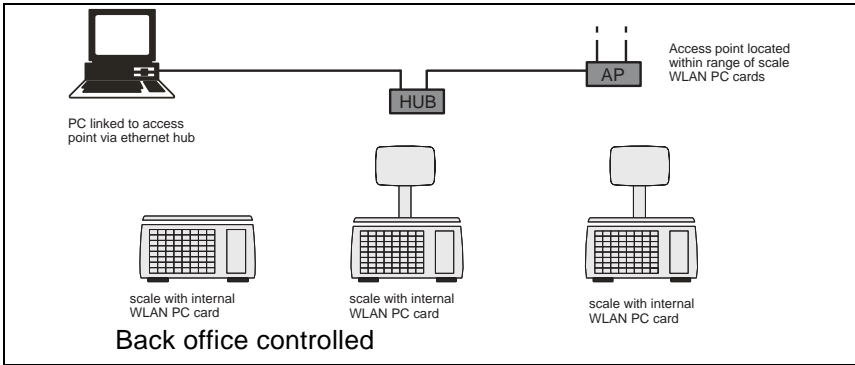 Access point located
within range of scale
WLAN PC cards
AP
HUB
PC linked to access
point via ethernet hub
scale with internal
WLAN PC card
scale with internal
WLAN PC card
scale with internal
WLAN PC card
Back office controlled